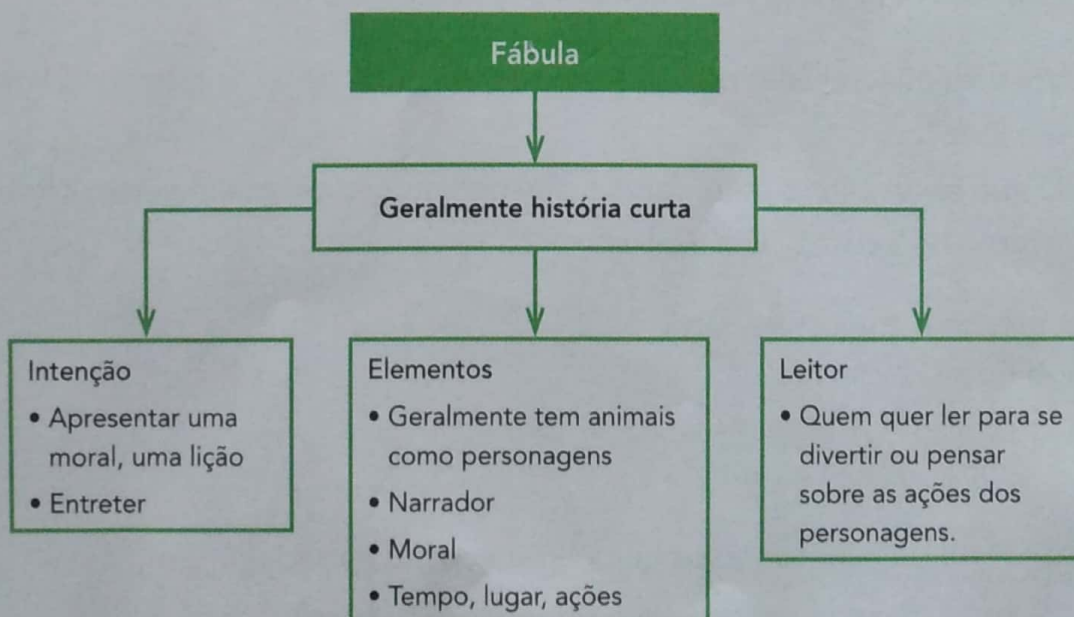 Fábula
Geralmente história curta
Intenção
• Apresentar uma
moral, uma lição
• Entreter
Elementos
• Geralmente tem animais
como personagens
• Narrador
• Moral
• Tempo, lugar, ações
Leitor
• Quem quer ler para se
divertir ou pensar
sobre as ações dos
personagens.